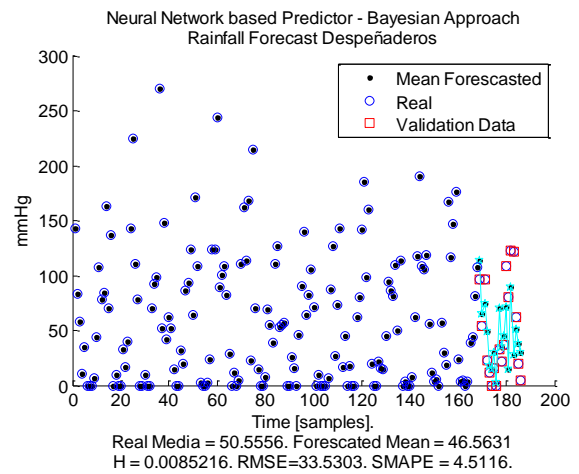 Neural Network based Predictor - Bayesian Approach
Rainfall Forecast Despeñaderos
300
250
200
150
100
50
0
mmHg
Mean Forescasted
Real
Validation Data
0 20 40 60 80 100 120 140 160 180 200
Time [samples].
Real Media = 50.5556. Forescated Mean = 46.5631
H = 0.0085216. RMSE=33.5303. SMAPE = 4.5116.